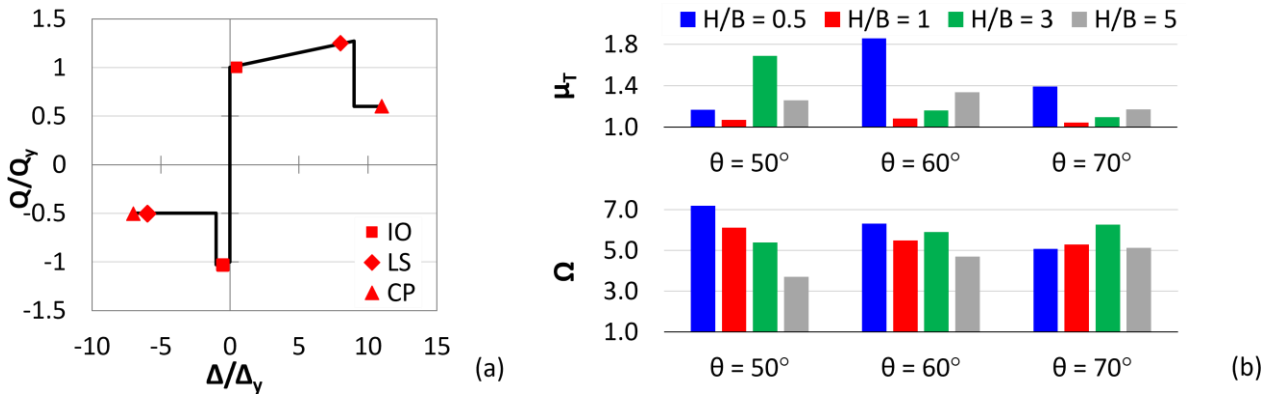 1.5
1
0.5
0
-0.5
-1
-1.5
Q/Qy
-10 -5 0 5 10 15
Δ/Δy
IO
LS
CP
(a)
H/B = 0.5 H/B = 1 H/B = 3 H/B = 5
1.8
1.4
1.0
μT
θ = 50° θ = 60° θ = 70°
7.0
5.0
3.0
1.0
Ω
θ = 50° θ = 60° θ = 70°
(b)